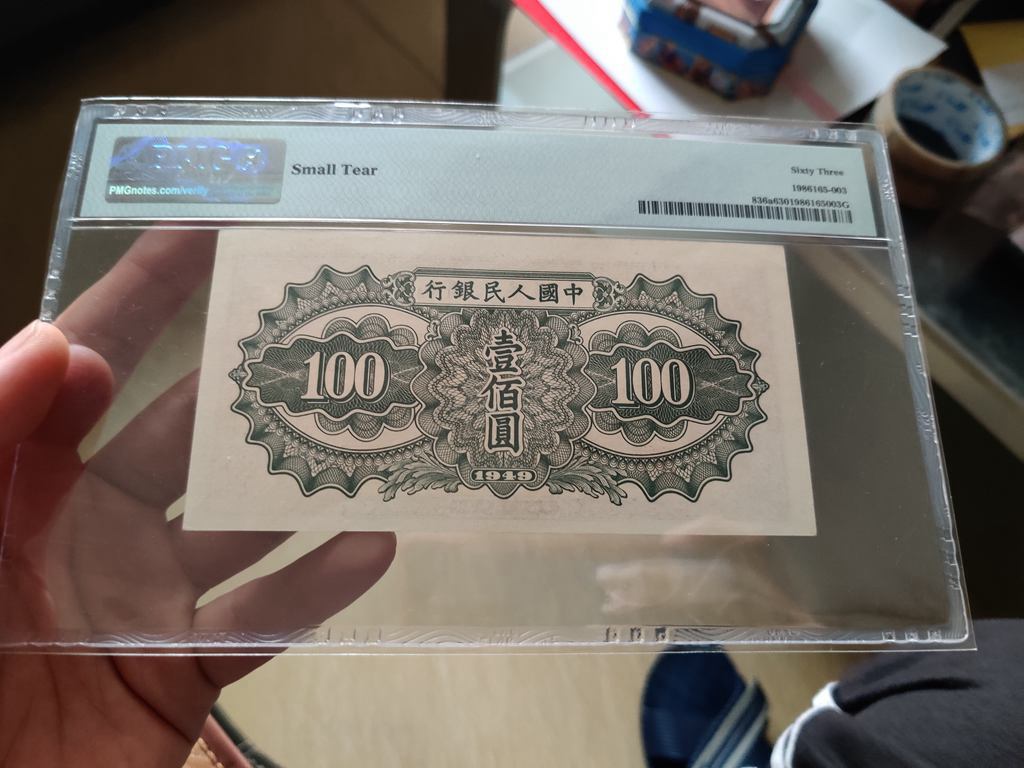 PMG
PMGnotes.com/verify
Small Tear
Sixty Three
1986165-003
836a6301986165003G
行銀民人國中
100
壹佰圓
100
1949